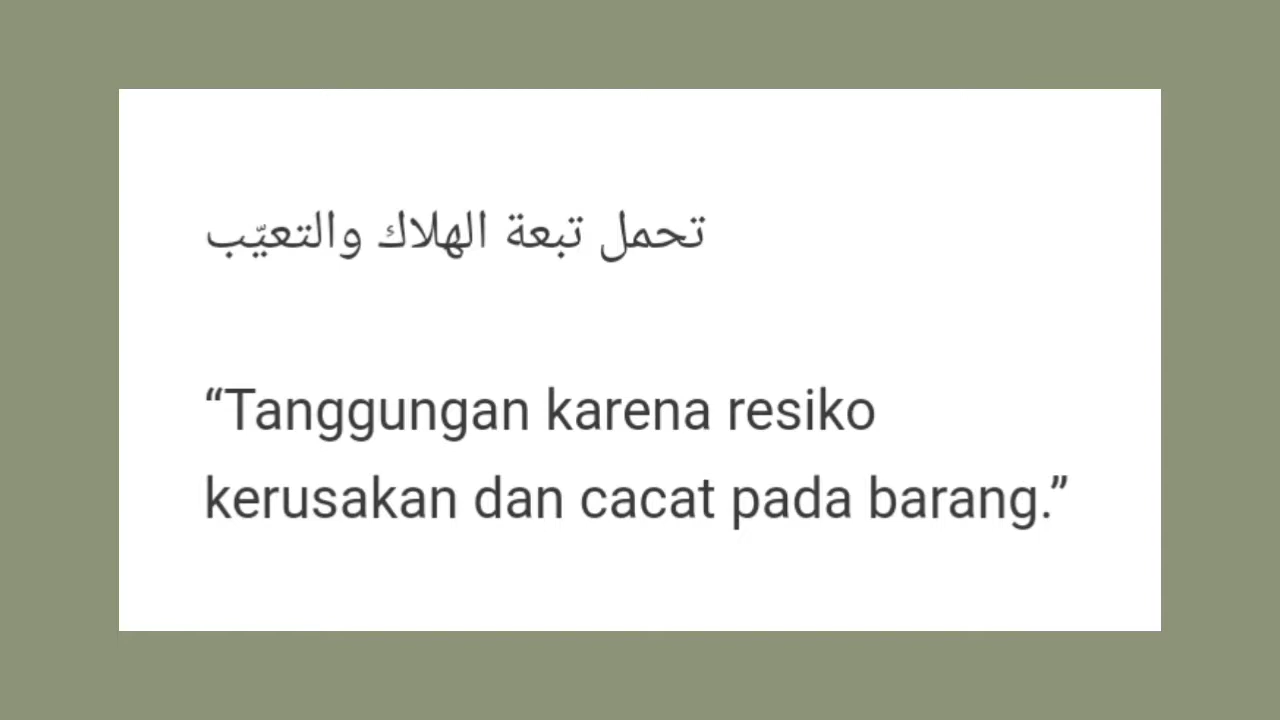 تحمل تبعة الهلاك والتعيّب
“Tanggungan karena resiko
kerusakan dan cacat pada barang.”